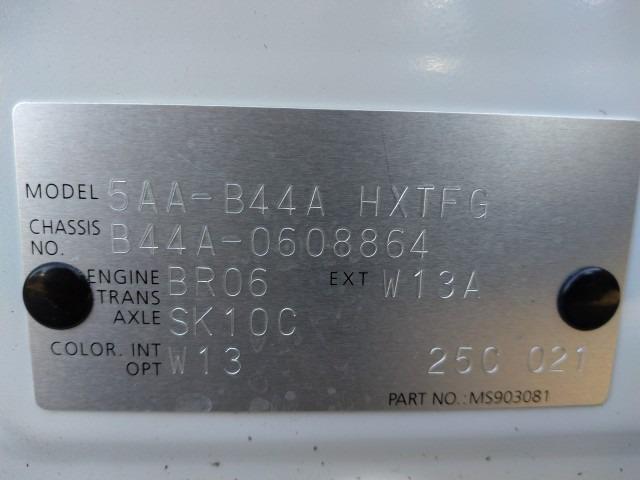 MODEL 5AA-B44A HXTFG
CHASSIS NO. B44A-0608864
ENGINE BR06 EXT W13A
TRANS AXLE SK10C
COLOR. INT OPT W13 25C 021
PART NO.: MS903081